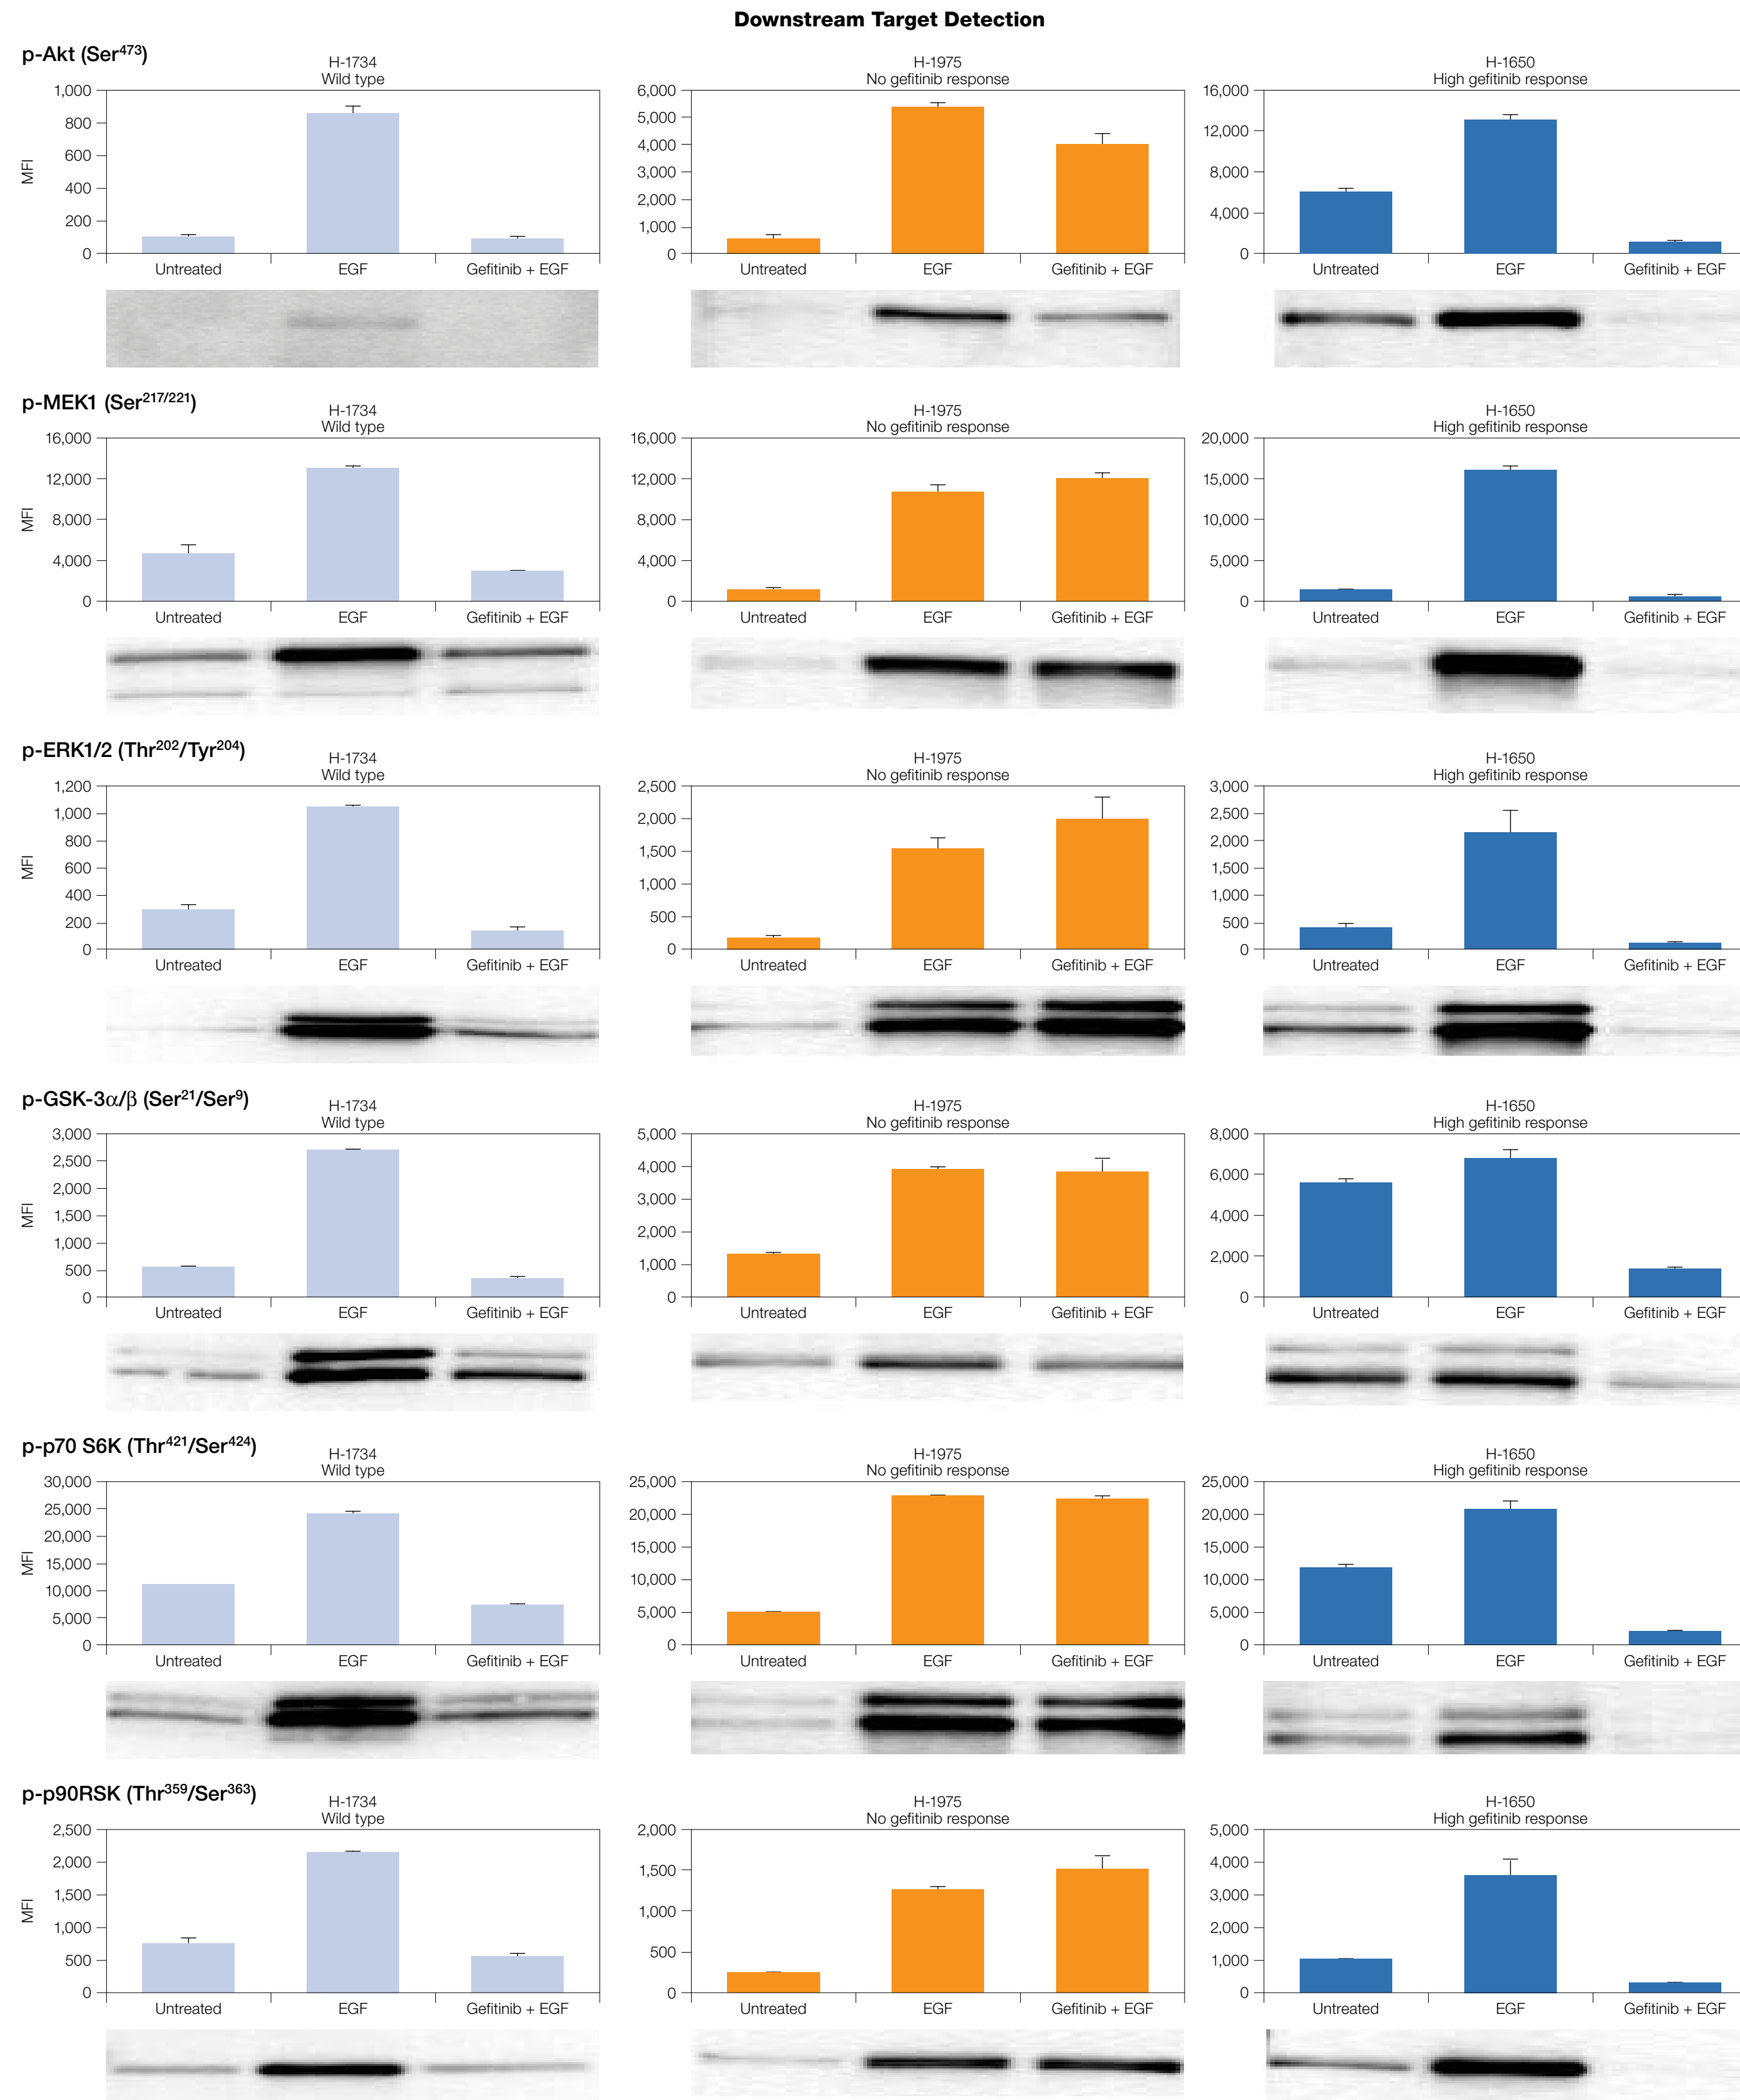 Downstream Target Detection
p-Akt (Ser473)
H-1734
Wild type
H-1975
No gefitinib response
H-1650
High gefitinib response
MFI
1,000
800
600
400
200
0
6,000
5,000
4,000
3,000
2,000
1,000
0
16,000
12,000
8,000
4,000
0
Untreated EGF Gefitinib + EGF
Untreated EGF Gefitinib + EGF
Untreated EGF Gefitinib + EGF
p-MEK1 (Ser217/221)
H-1734
Wild type
H-1975
No gefitinib response
H-1650
High gefitinib response
MFI
16,000
12,000
8,000
4,000
0
16,000
12,000
8,000
4,000
0
20,000
15,000
10,000
5,000
0
Untreated EGF Gefitinib + EGF
Untreated EGF Gefitinib + EGF
Untreated EGF Gefitinib + EGF
p-ERK1/2 (Thr202/Tyr204)
H-1734
Wild type
H-1975
No gefitinib response
H-1650
High gefitinib response
MFI
1,200
1,000
800
600
400
200
0
2,500
2,000
1,500
1,000
500
0
3,000
2,500
2,000
1,500
1,000
500
0
Untreated EGF Gefitinib + EGF
Untreated EGF Gefitinib + EGF
Untreated EGF Gefitinib + EGF
p-GSK-3α/β (Ser21/Ser9)
H-1734
Wild type
H-1975
No gefitinib response
H-1650
High gefitinib response
MFI
3,000
2,500
2,000
1,500
1,000
500
0
5,000
4,000
3,000
2,000
1,000
0
8,000
6,000
4,000
2,000
0
Untreated EGF Gefitinib + EGF
Untreated EGF Gefitinib + EGF
Untreated EGF Gefitinib + EGF
p-p70 S6K (Thr421/Ser424)
H-1734
Wild type
H-1975
No gefitinib response
H-1650
High gefitinib response
MFI
30,000
25,000
20,000
15,000
10,000
5,000
0
25,000
20,000
15,000
10,000
5,000
0
25,000
20,000
15,000
10,000
5,000
0
Untreated EGF Gefitinib + EGF
Untreated EGF Gefitinib + EGF
Untreated EGF Gefitinib + EGF
p-p90RSK (Thr359/Ser363)
H-1734
Wild type
H-1975
No gefitinib response
H-1650
High gefitinib response
MFI
2,500
2,000
1,500
1,000
500
0
2,000
1,500
1,000
500
0
5,000
4,000
3,000
2,000
1,000
0
Untreated EGF Gefitinib + EGF
Untreated EGF Gefitinib + EGF
Untreated EGF Gefitinib + EGF